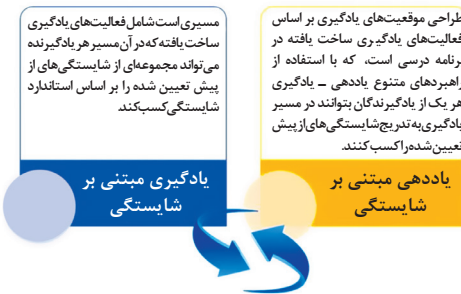 طراحی موقعیت‌های یادگیری بر اساس
فعالیت‌های یادگیری ساخت یافته در
برنامه درسی است، که با استفاده از
راهبردهای متنوع یاددهی ـ یادگیری
هر یک از یادگیرندگان بتوانند در مسیر
یادگیری به تدریج شایستگی‌های از پیش
تعیین شده را کسب کنند.
یاددهی مبتنی بر
شایستگی
مسیری است شامل فعالیت‌های یادگیری
ساخت یافته که در آن مسیر هر یادگیرنده
می‌تواند مجموعه‌ای از شایستگی‌های از
پیش تعیین شده را بر اساس استاندارد
شایستگی کسب کند.
یادگیری مبتنی بر
شایستگی